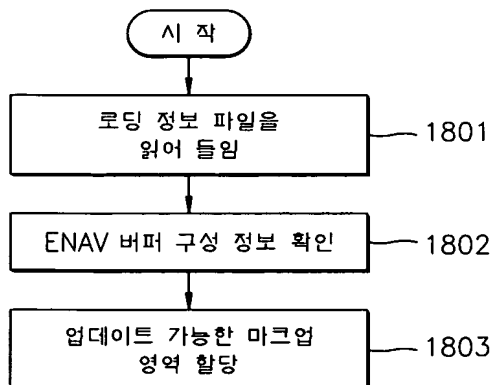 시 작
로딩 정보 파일을
읽어 들임
1801
ENAV 버퍼 구성 정보 확인
1802
업데이트 가능한 마크업
영역 할당
1803